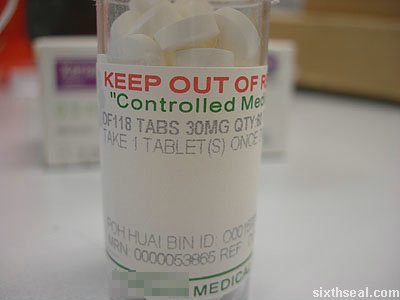 KEEP OUT OF
"Controlled Med
DF118 TABS 30MG QTY:
TAKE 1 TABLET(S) ONCE
POH HUAI BIN ID:
MRN: 0000053865 REF:
MEDICAL
sixthseal.com